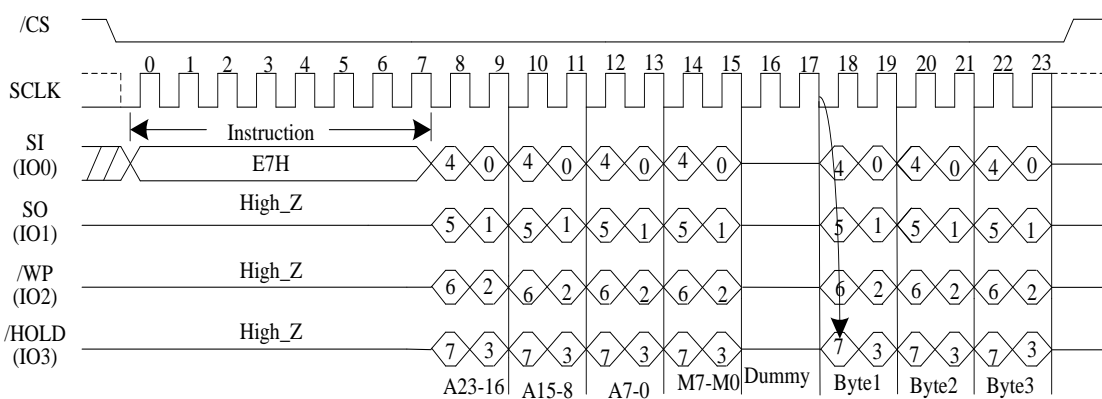 /CS
0 1 2 3 4 5 6 7 8 9 10 11 12 13 14 15 16 17 18 19 20 21 22 23
SCLK
Instruction
SI
(IO0)
E7H
4 0 4 0 4 0 4 0 4 0 4 0 4 0
High_Z
SO
(IO1)
5 1 5 1 5 1 5 1 5 1 5 1 5 1
High_Z
/WP
(IO2)
6 2 6 2 6 2 6 2 6 2 6 2 6 2
High_Z
/HOLD
(IO3)
7 3 7 3 7 3 7 3 7 3 7 3 7 3
A23-16 A15-8 A7-0 M7-M0 Dummy Byte1 Byte2 Byte3